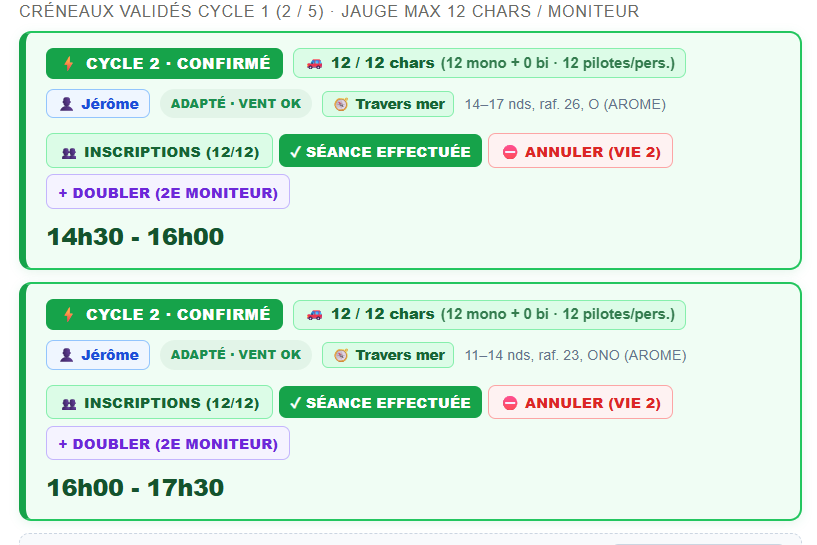 CRÉNEAUX VALIDÉS CYCLE 1 (2 / 5) · JAUGE MAX 12 CHARS / MONITEUR
CYCLE 2 · CONFIRMÉ 12 / 12 chars (12 mono + 0 bi · 12 pilotes/pers.)
Jérôme ADAPTÉ · VENT OK Travers mer 14–17 nds, raf. 26, O (AROME)
INSCRIPTIONS (12/12) ✓ SÉANCE EFFECTUÉE ANNULER (VIE 2)
+ DOUBLER (2E MONITEUR)
14h30 - 16h00
CYCLE 2 · CONFIRMÉ 12 / 12 chars (12 mono + 0 bi · 12 pilotes/pers.)
Jérôme ADAPTÉ · VENT OK Travers mer 11–14 nds, raf. 23, ONO (AROME)
INSCRIPTIONS (12/12) ✓ SÉANCE EFFECTUÉE ANNULER (VIE 2)
+ DOUBLER (2E MONITEUR)
16h00 - 17h30